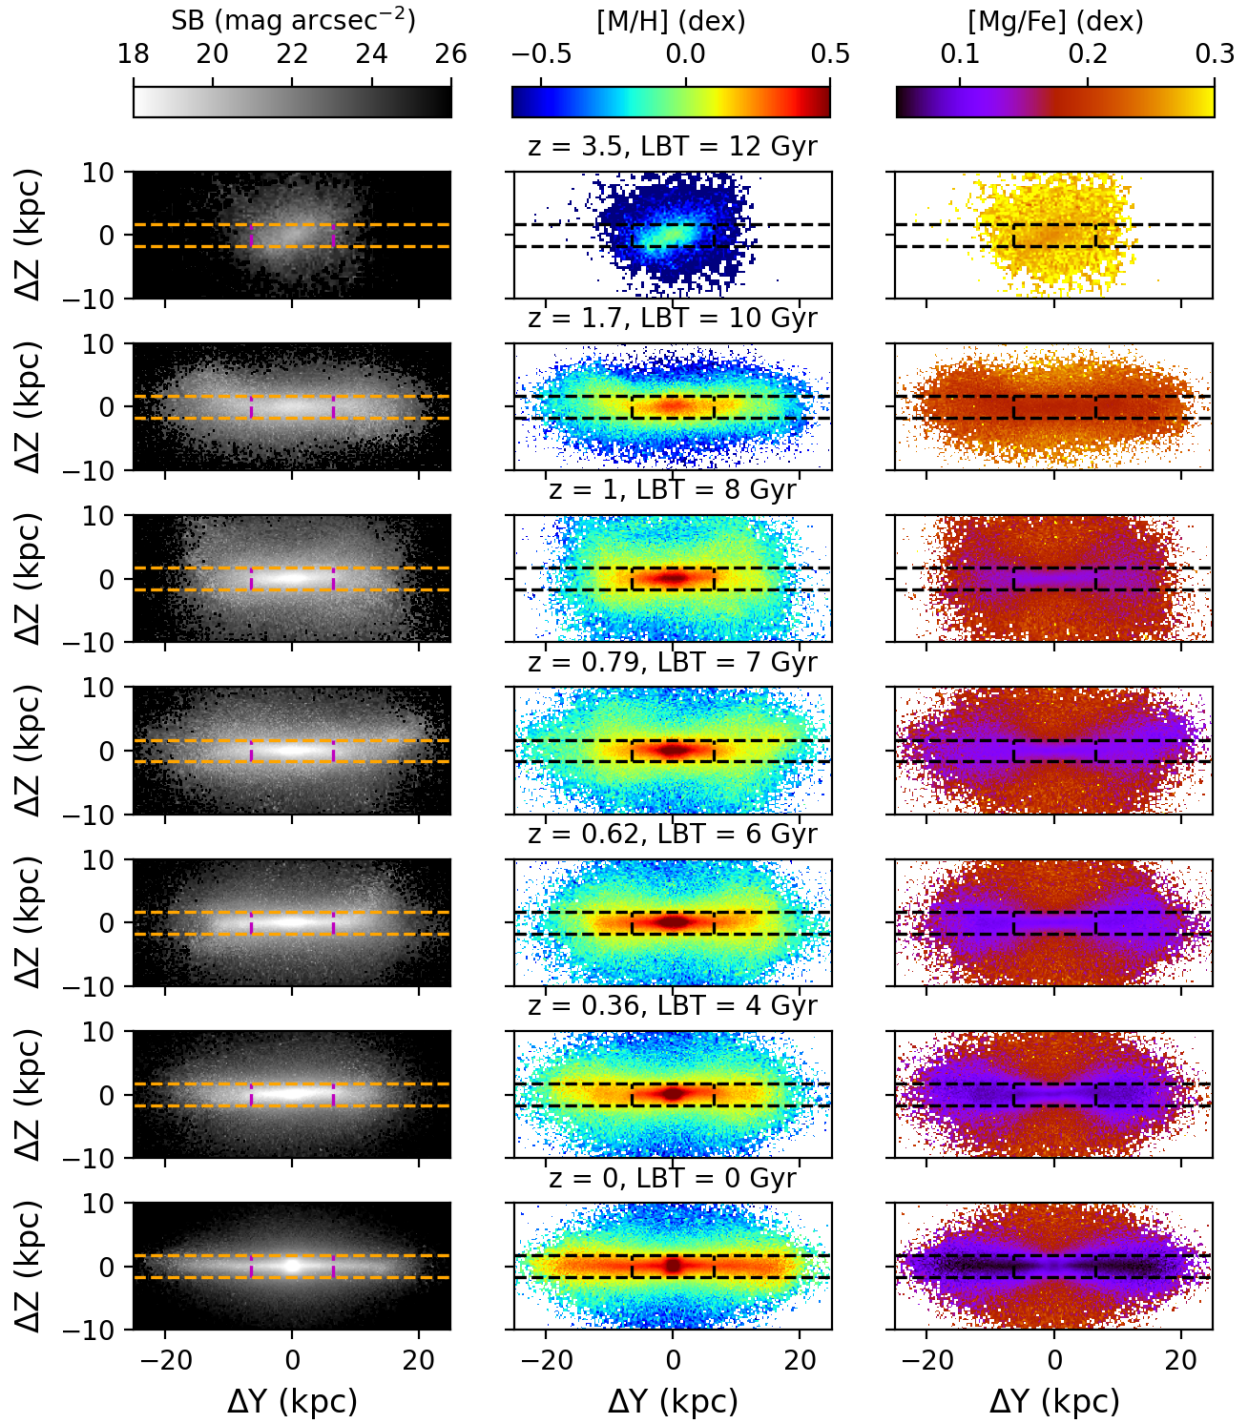 SB (mag arcsec⁻²) [M/H] (dex) [Mg/Fe] (dex)
18 20 22 24 26 −0.5 0.0 0.5 0.1 0.2 0.3
z = 3.5, LBT = 12 Gyr
10
ΔZ (kpc)
0
−10
z = 1.7, LBT = 10 Gyr
10
ΔZ (kpc)
0
−10
z = 1, LBT = 8 Gyr
10
ΔZ (kpc)
0
−10
z = 0.79, LBT = 7 Gyr
10
ΔZ (kpc)
0
−10
z = 0.62, LBT = 6 Gyr
10
ΔZ (kpc)
0
−10
z = 0.36, LBT = 4 Gyr
10
ΔZ (kpc)
0
−10
z = 0, LBT = 0 Gyr
10
ΔZ (kpc)
0
−10
−20 0 20 −20 0 20 −20 0 20
ΔY (kpc) ΔY (kpc) ΔY (kpc)